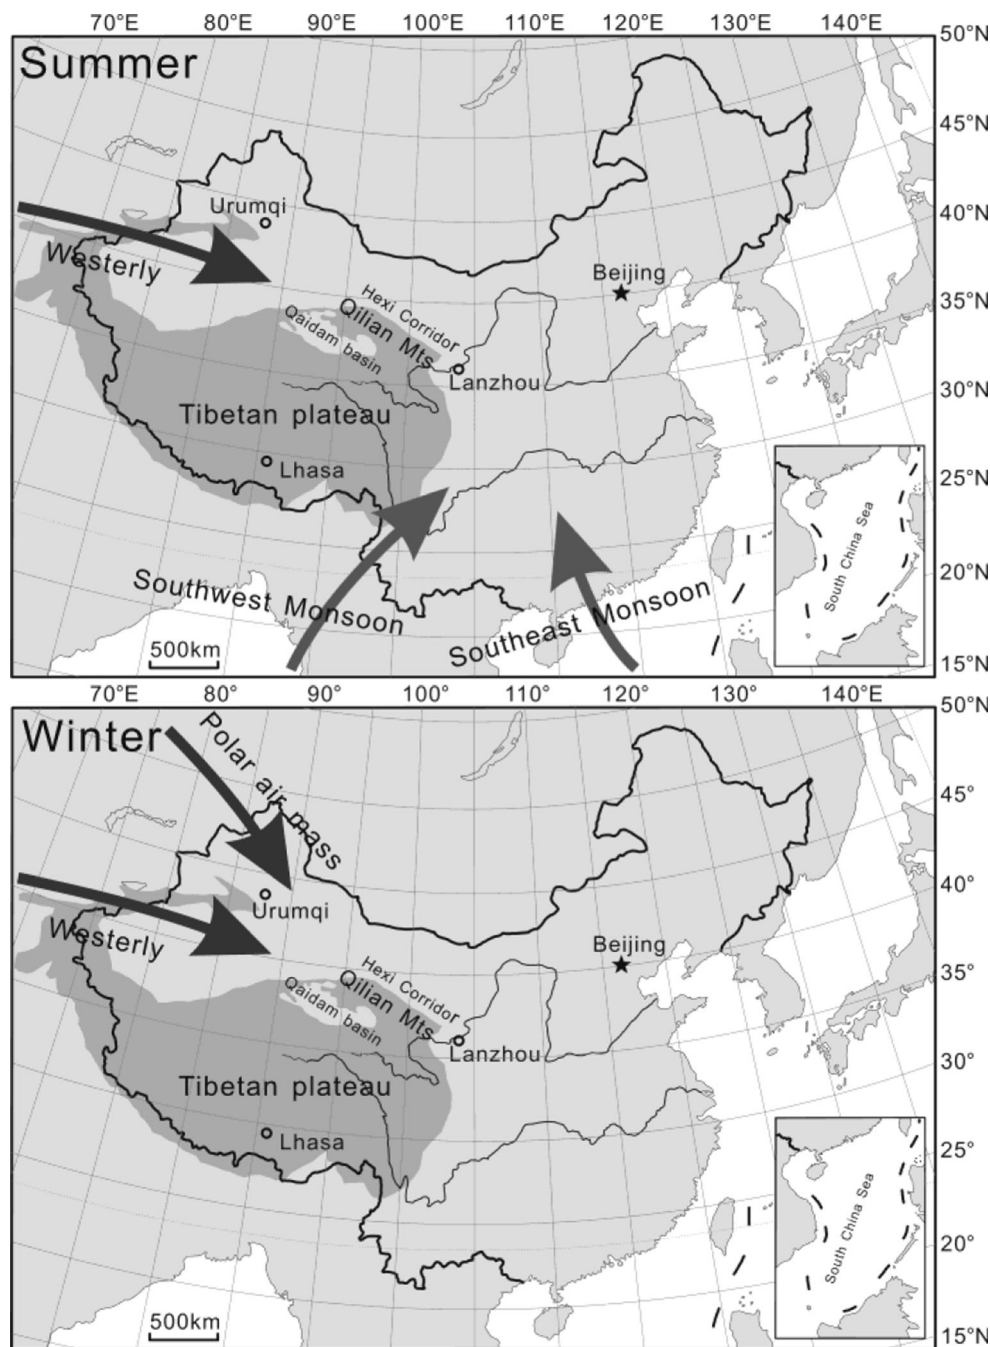 70°E 80° 90°E 100°E 110°E 120°E 130°E 140°E 50°N
Summer
45°N
Urumqi
40°N
Westerly
Beijing
Hexi Corridor
35°N
Qilian Mts
Qaidam basin
Lanzhou
30°N
Tibetan plateau
Lhasa
25°N
South China Sea
20°N
Southwest Monsoon
Southeast Monsoon
500km
15°N
70°E 80° 90°E 100°E 110°E 120°E 130°E 140°E 50°N
Winter
Polar air mass
45°
40°
Urumqi
Westerly
Beijing
Hexi Corridor
35°
Qilian Mts
Qaidam basin
Lanzhou
30°
Tibetan plateau
Lhasa
25°
South China Sea
20°
500km
15°N